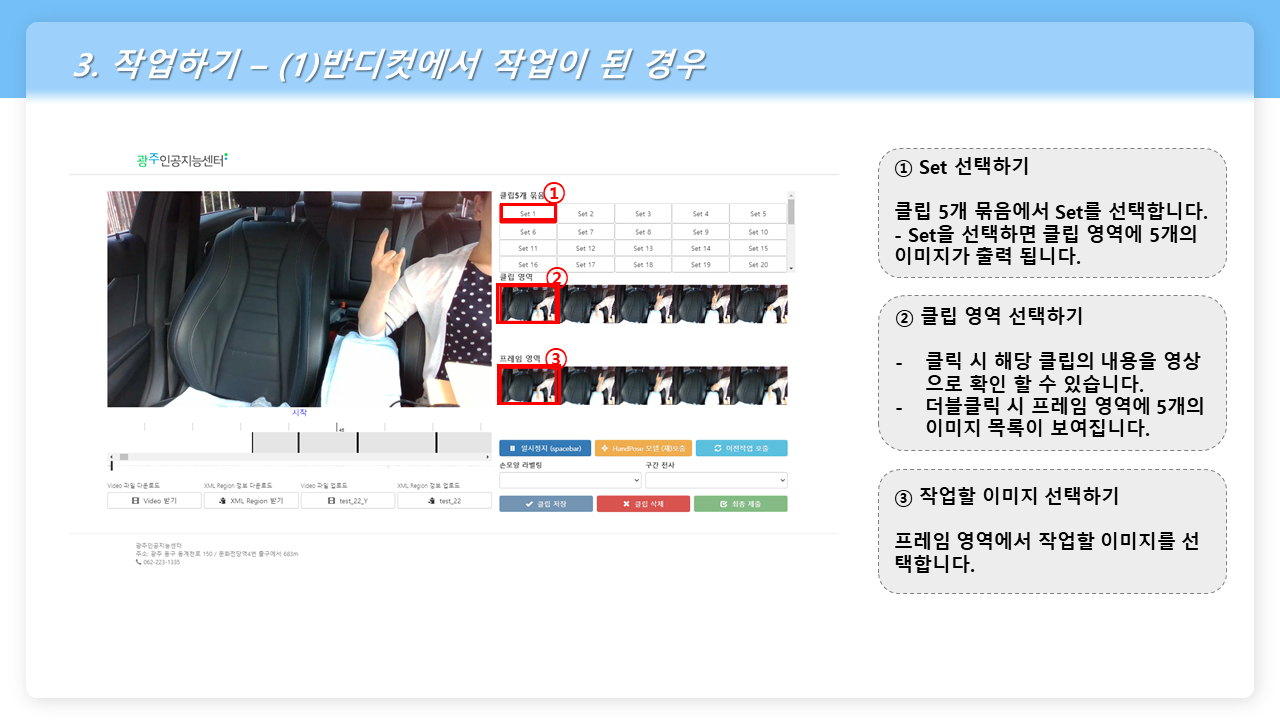 3. 작업하기 – (1)반디컷에서 작업이 된 경우
광주인공지능센터
클립5개 묶음
①
Set 1
Set 2
Set 3
Set 4
Set 5
Set 6
Set 7
Set 8
Set 9
Set 10
Set 11
Set 12
Set 13
Set 14
Set 15
Set 16
Set 17
Set 18
Set 19
Set 20
클립 영역
②
프레임 영역
③
시작
일시정지 (spacebar)
HandPose 모델 (재)호출
이전작업 호출
손모양 라벨링
구간 전사
클립 저장
클립 삭제
최종 제출
Video 파일 다운로드
XML Region 정보 다운로드
Video 파일 업로드
XML Region 정보 업로드
Video 받기
XML Region 받기
test_22_Y
test_22
광주인공지능센터
주소: 광주 동구 동계천로 150 / 문화전당역4번 출구에서 683m
062-223-1335
① Set 선택하기
클립 5개 묶음에서 Set를 선택합니다.
- Set을 선택하면 클립 영역에 5개의
이미지가 출력 됩니다.
② 클립 영역 선택하기
- 클릭 시 해당 클립의 내용을 영상
으로 확인 할 수 있습니다.
- 더블클릭 시 프레임 영역에 5개의
이미지 목록이 보여집니다.
③ 작업할 이미지 선택하기
프레임 영역에서 작업할 이미지를 선
택합니다.